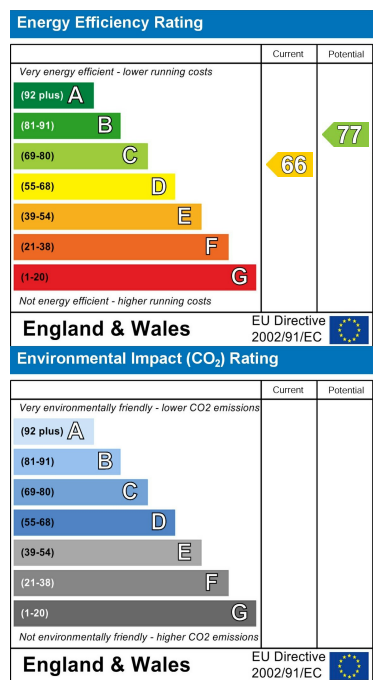 Energy Efficiency Rating
Current Potential
Very energy efficient - lower running costs
(92 plus) A
(81-91) B
(69-80) C
(55-68) D
(39-54) E
(21-38) F
(1-20) G
66
77
Not energy efficient - higher running costs
England & Wales
EU Directive
2002/91/EC
Environmental Impact (CO₂) Rating
Current Potential
Very environmentally friendly - lower CO2 emissions
(92 plus) A
(81-91) B
(69-80) C
(55-68) D
(39-54) E
(21-38) F
(1-20) G
Not environmentally friendly - higher CO2 emissions
England & Wales
EU Directive
2002/91/EC